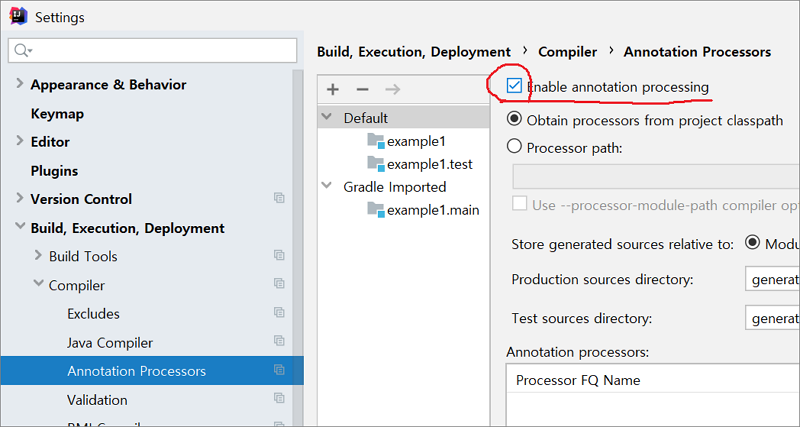 Settings
Appearance & Behavior
Keymap
Editor
Plugins
Version Control
Build, Execution, Deployment
Build Tools
Compiler
Excludes
Java Compiler
Annotation Processors
Validation
Build, Execution, Deployment › Compiler › Annotation Processors
Default
example1
example1.test
Gradle Imported
example1.main
Enable annotation processing
Obtain processors from project classpath
Processor path:
Use --processor-module-path compiler opt
Store generated sources relative to: Modu
Production sources directory: generat
Test sources directory: generat
Annotation processors:
Processor FQ Name